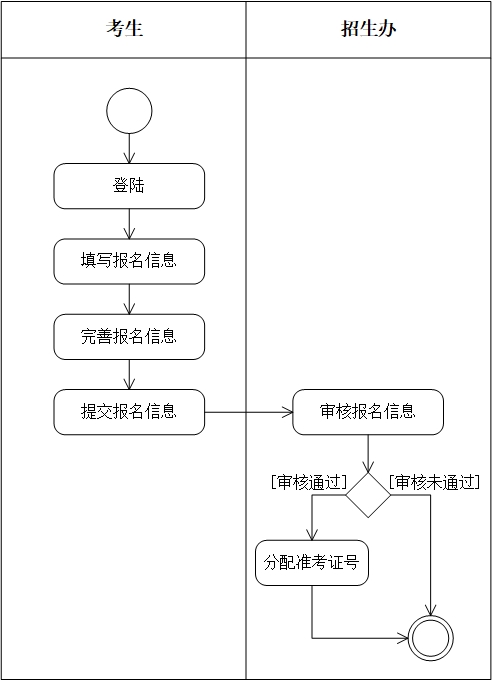 考生
招生办
登陆
填写报名信息
完善报名信息
提交报名信息
审核报名信息
[审核通过]
[审核未通过]
分配准考证号